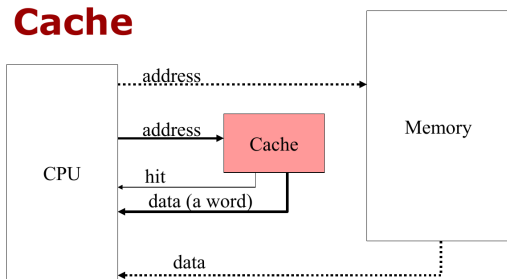 Cache
address
address
Cache
Memory
CPU
hit
data (a word)
data